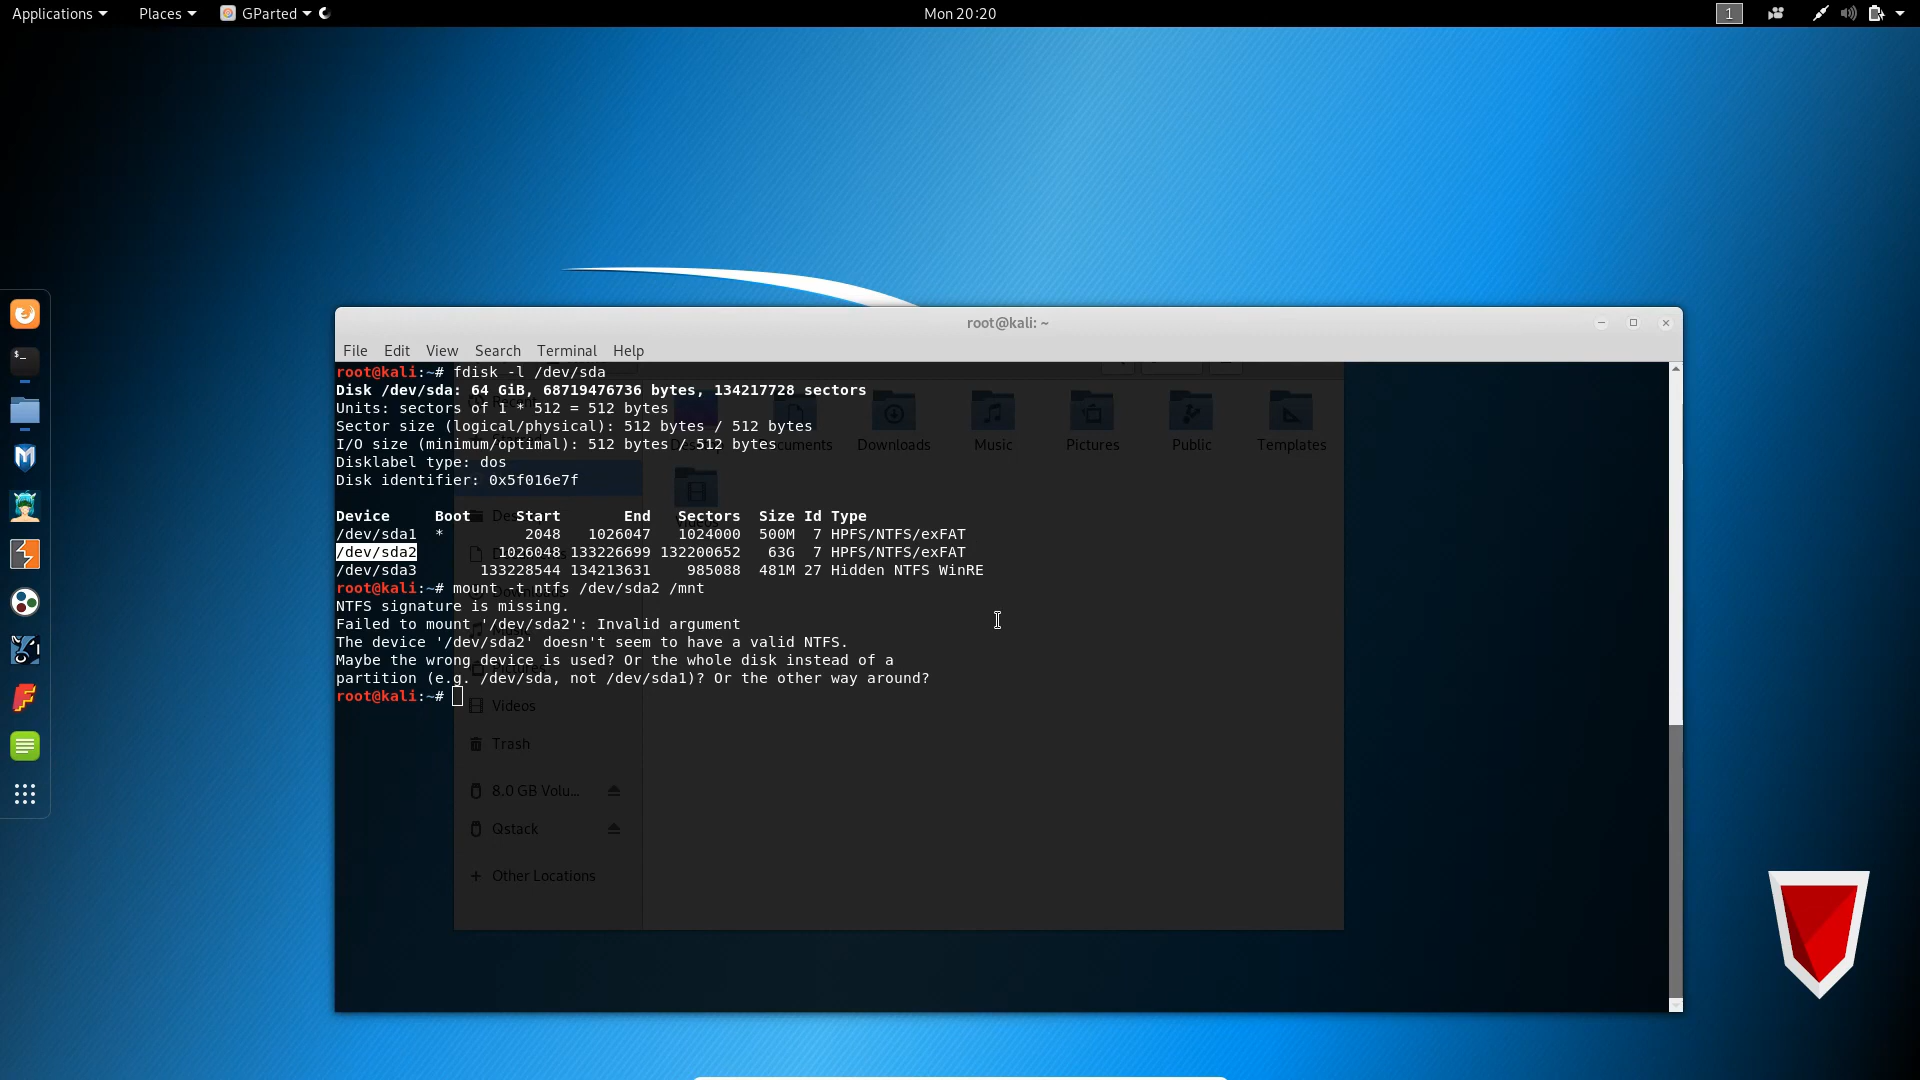 Applications Places GParted Mon 20:20 1
root@kali: ~
File Edit View Search Terminal Help
root@kali:~# fdisk -l /dev/sda
Disk /dev/sda: 64 GiB, 68719476736 bytes, 134217728 sectors
Units: sectors of 1 * 512 = 512 bytes
Sector size (logical/physical): 512 bytes / 512 bytes
I/O size (minimum/optimal): 512 bytes / 512 bytes
Disklabel type: dos
Disk identifier: 0x5f016e7f
Device Boot Start End Sectors Size Id Type
/dev/sda1 * 2048 1026047 1024000 500M 7 HPFS/NTFS/exFAT
/dev/sda2 1026048 133226699 132200652 63G 7 HPFS/NTFS/exFAT
/dev/sda3 133228544 134213631 985088 481M 27 Hidden NTFS WinRE
root@kali:~# mount -t ntfs /dev/sda2 /mnt
NTFS signature is missing.
Failed to mount '/dev/sda2': Invalid argument
The device '/dev/sda2' doesn't seem to have a valid NTFS.
Maybe the wrong device is used? Or the whole disk instead of a
partition (e.g. /dev/sda, not /dev/sda1)? Or the other way around?
root@kali:~#
Downloads Music Pictures Public Templates
Videos
Trash
8.0 GB Volu...
Qstack
+ Other Locations